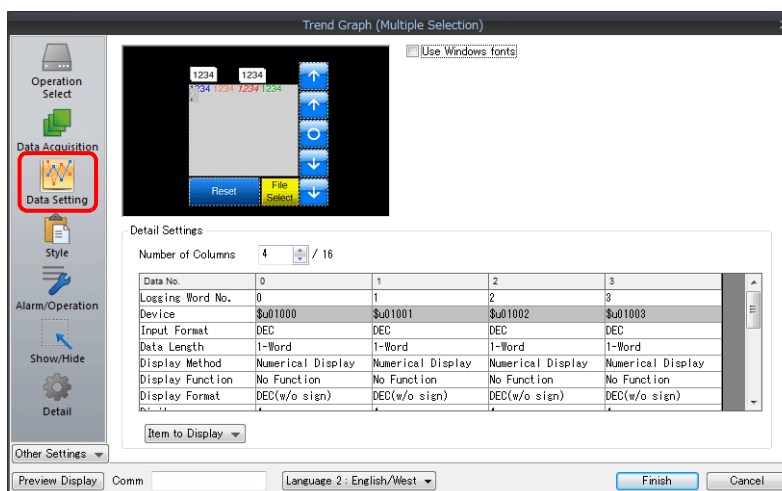 Trend Graph (Multiple Selection)
Operation
Select
Data Acquisition
Data Setting
Style
Alarm/Operation
Show/Hide
Detail
Other Settings
1234 1234
1234 1234 1234 1234
Reset
File
Select
Use Windows fonts
Detail Settings
Number of Columns 4 / 16
Data No. 0 1 2 3
Logging Word No. 0 1 2 3
Device $u01000 $u01001 $u01002 $u01003
Input Format DEC DEC DEC DEC
Data Length 1-Word 1-Word 1-Word 1-Word
Display Method Numerical Display Numerical Display Numerical Display Numerical Display
Display Function No Function No Function No Function No Function
Display Format DEC(w/o sign) DEC(w/o sign) DEC(w/o sign) DEC(w/o sign)
Item to Display
Preview Display Comm Language 2 : English/West Finish Cancel